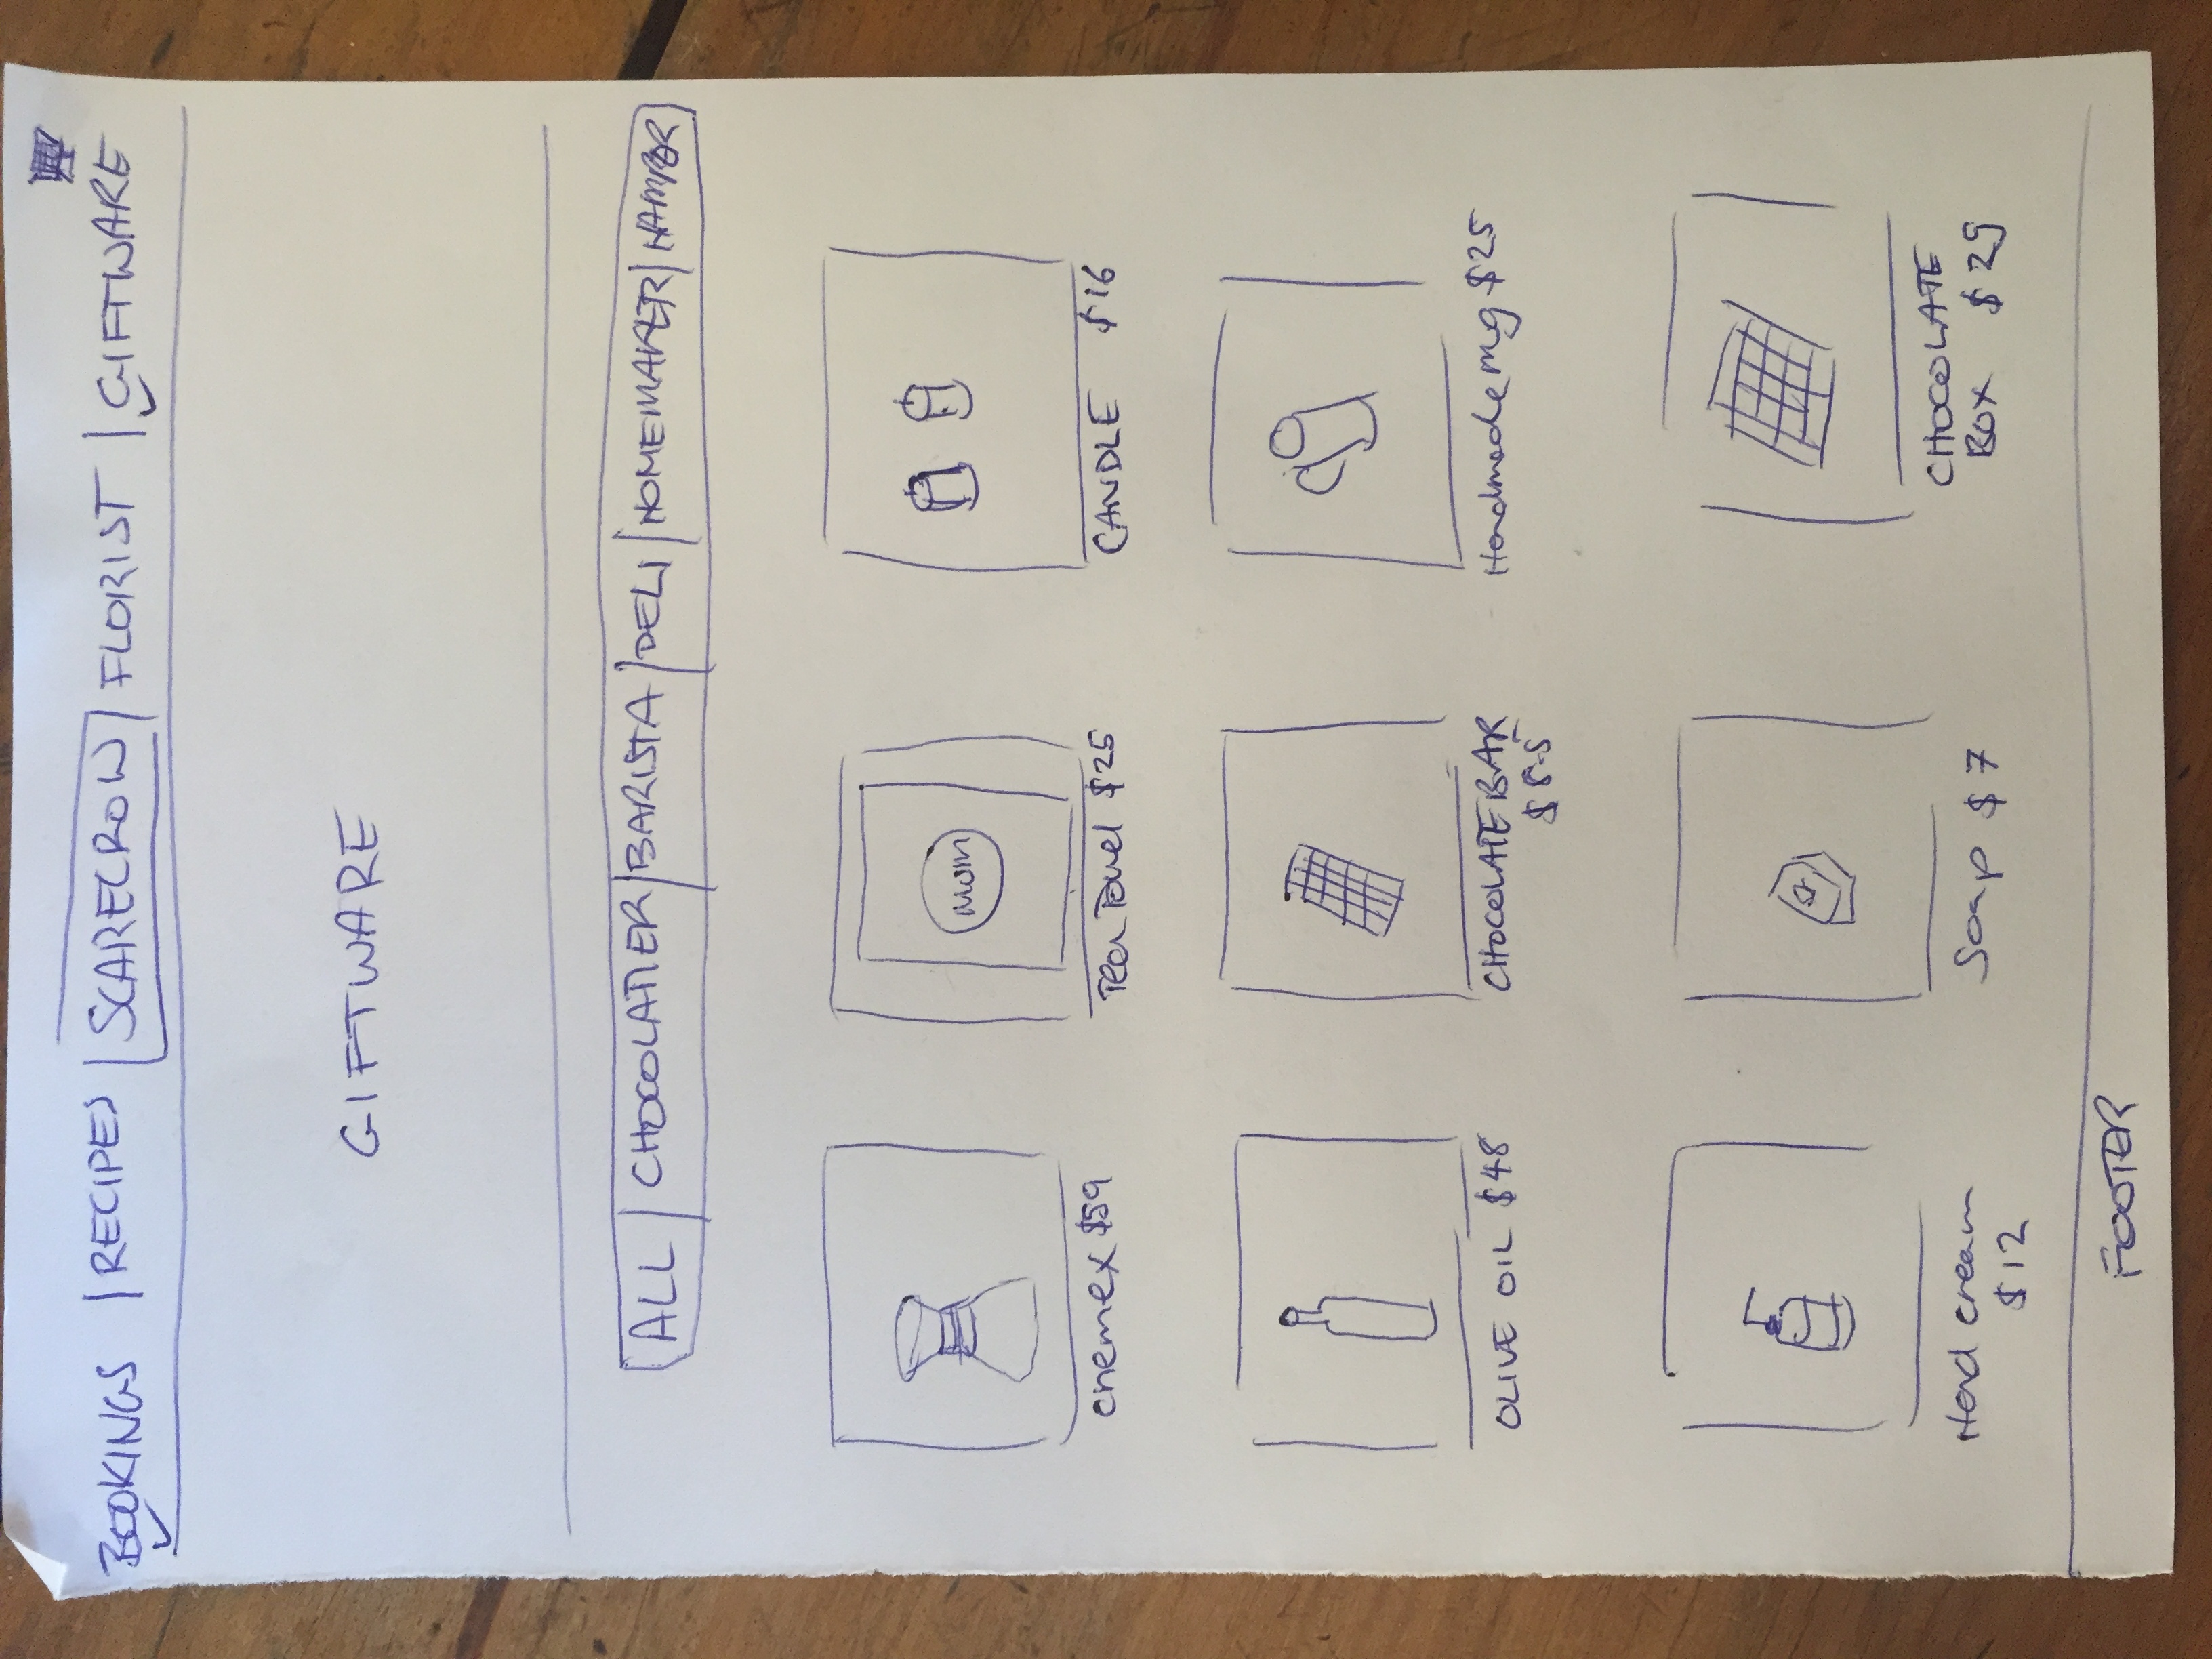 BOOKINGS | RECIPES | SCARECROW | FLORIST | GIFTWARE
GIFTWARE
ALL | CHOCOLATIER | BARISTA | DELI | HOMEMAKER | HAMPER
chemex $59
Tea Towel $25
MOM
CANDLE $16
OLIVE OIL $48
CHOCOLATE BAR
$8.5
Handmade mug $25
Hand cream
$12
Soap $7
CHOCOLATE
BOX $29
FOOTER